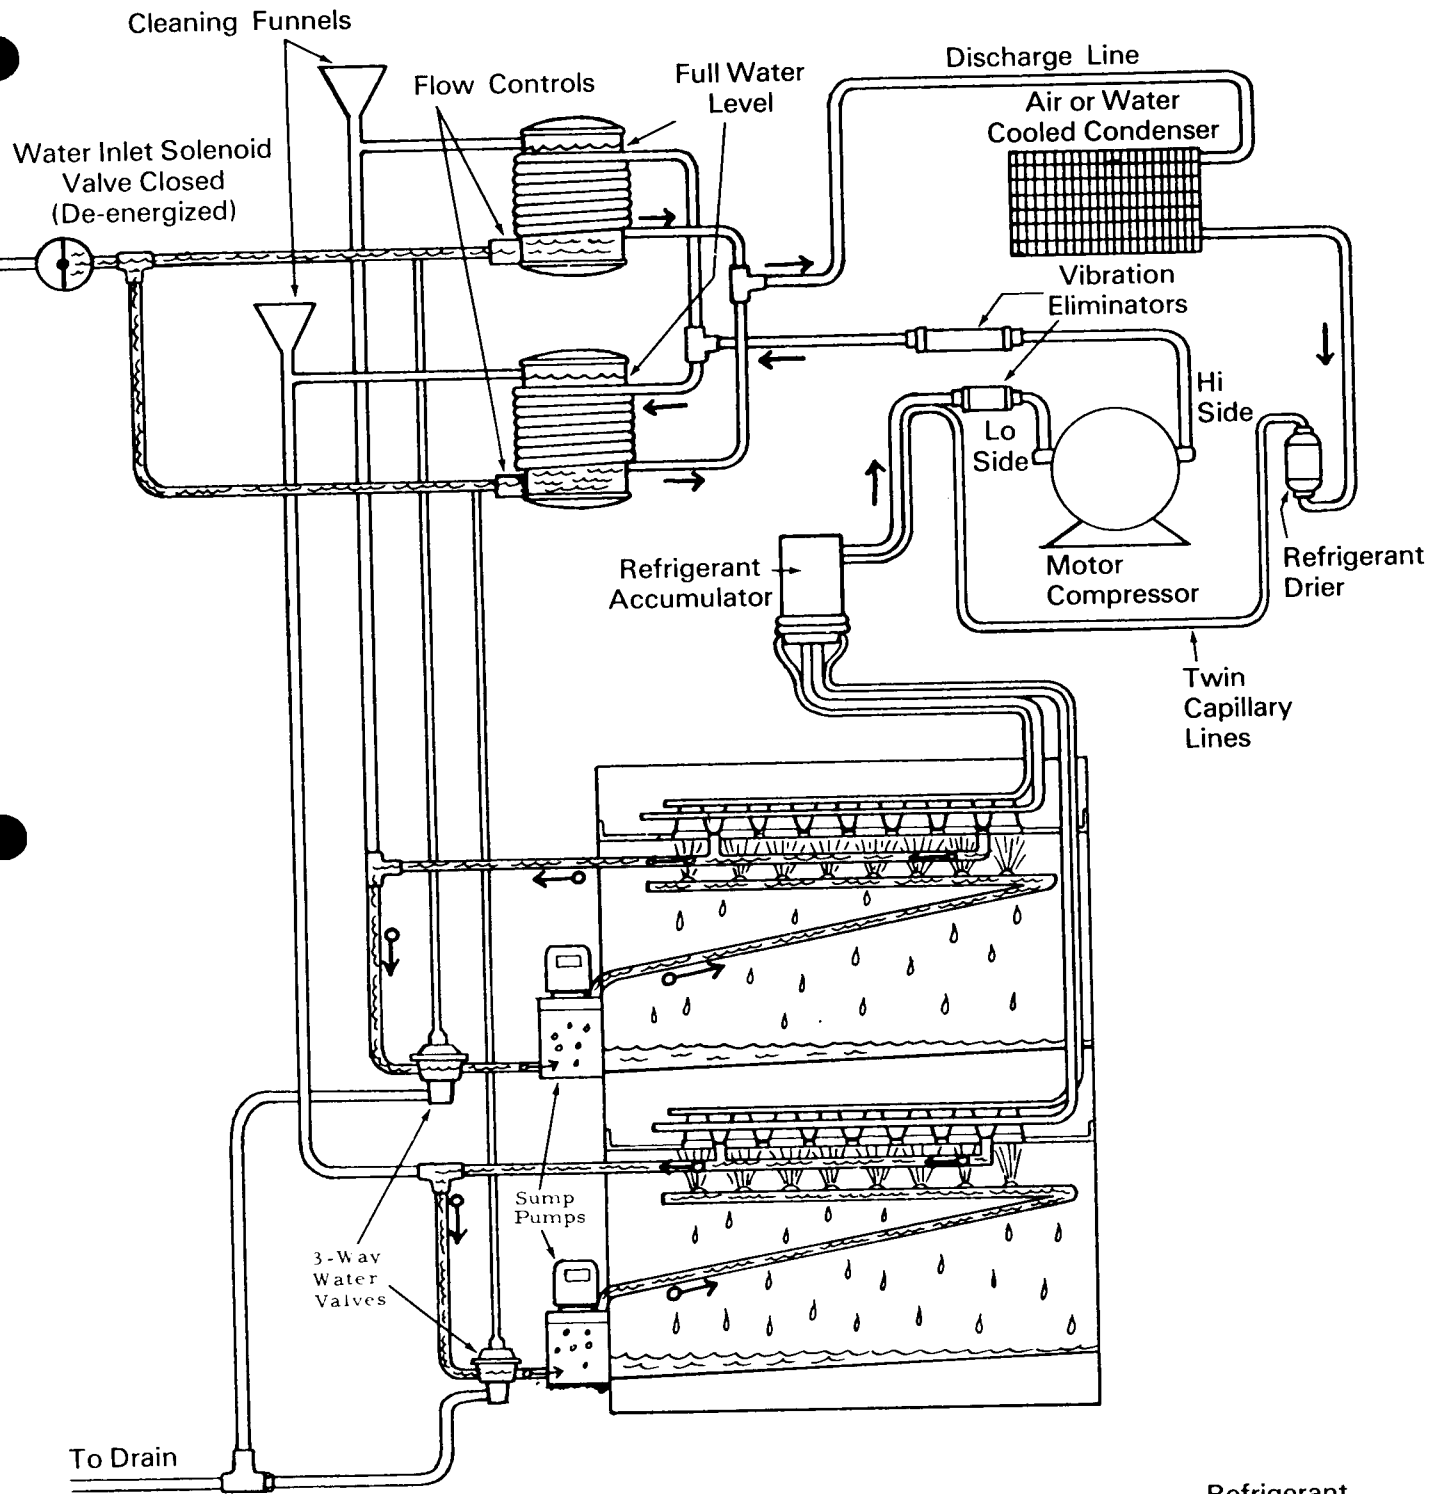 Cleaning Funnels
Flow Controls
Full Water
Level
Discharge Line
Air or Water
Cooled Condenser
Water Inlet Solenoid
Valve Closed
(De-energized)
Vibration
Eliminators
Hi
Side
Lo
Side
Refrigerant
Accumulator
Motor
Compressor
Refrigerant
Drier
Twin
Capillary
Lines
Sump
Pumps
3-Way
Water
Valves
To Drain
Refrigerant